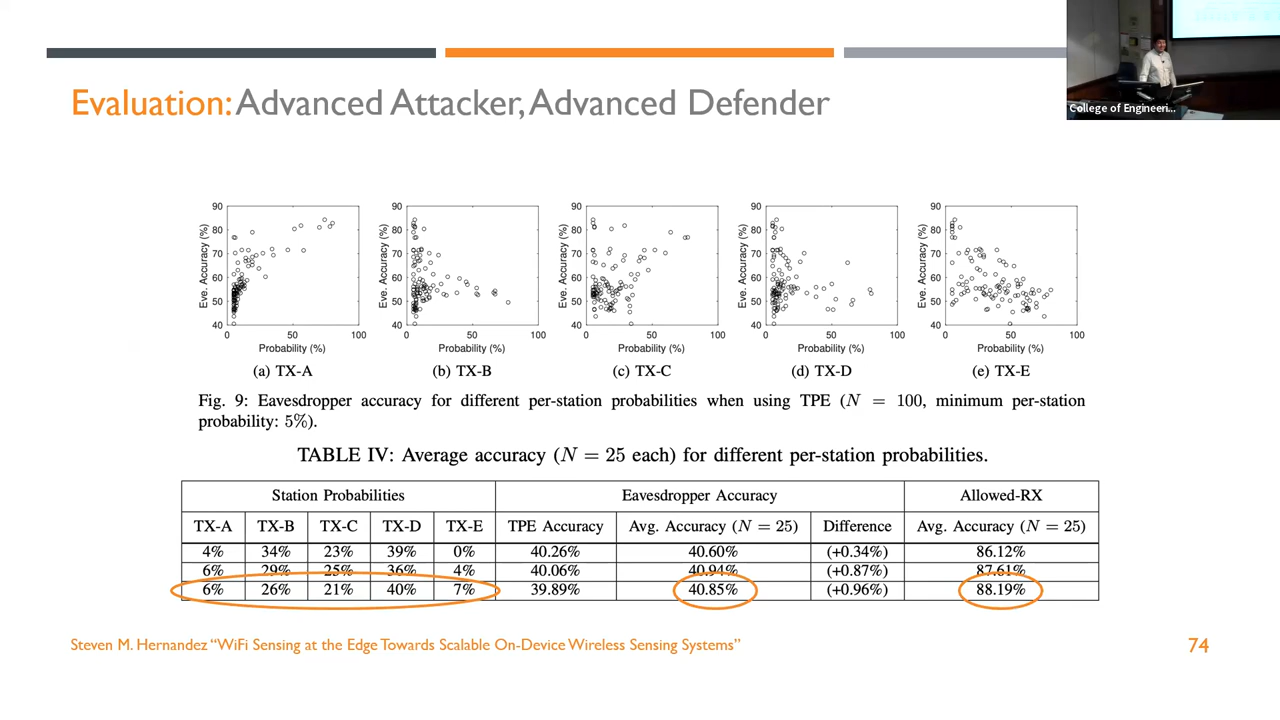 College of Engineeri...
Evaluation: Advanced Attacker, Advanced Defender
90 80 70 60 50 40
Eve. Accuracy (%)
0 50 100
Probability (%)
(a) TX-A
90 80 70 60 50 40
Eve. Accuracy (%)
0 50 100
Probability (%)
(b) TX-B
90 80 70 60 50 40
Eve. Accuracy (%)
0 50 100
Probability (%)
(c) TX-C
90 80 70 60 50 40
Eve. Accuracy (%)
0 50 100
Probability (%)
(d) TX-D
90 80 70 60 50 40
Eve. Accuracy (%)
0 50 100
Probability (%)
(e) TX-E
Fig. 9: Eavesdropper accuracy for different per-station probabilities when using TPE (N = 100, minimum per-station
probability: 5%).
TABLE IV: Average accuracy (N = 25 each) for different per-station probabilities.
Station Probabilities Eavesdropper Accuracy Allowed-RX
TX-A TX-B TX-C TX-D TX-E TPE Accuracy Avg. Accuracy (N = 25) Difference Avg. Accuracy (N = 25)
4% 34% 23% 39% 0% 40.26% 40.60% (+0.34%) 86.12%
6% 29% 25% 36% 4% 40.06% 40.94% (+0.87%) 87.61%
6% 26% 21% 40% 7% 39.89% 40.85% (+0.96%) 88.19%
Steven M. Hernandez “WiFi Sensing at the Edge Towards Scalable On-Device Wireless Sensing Systems”
74